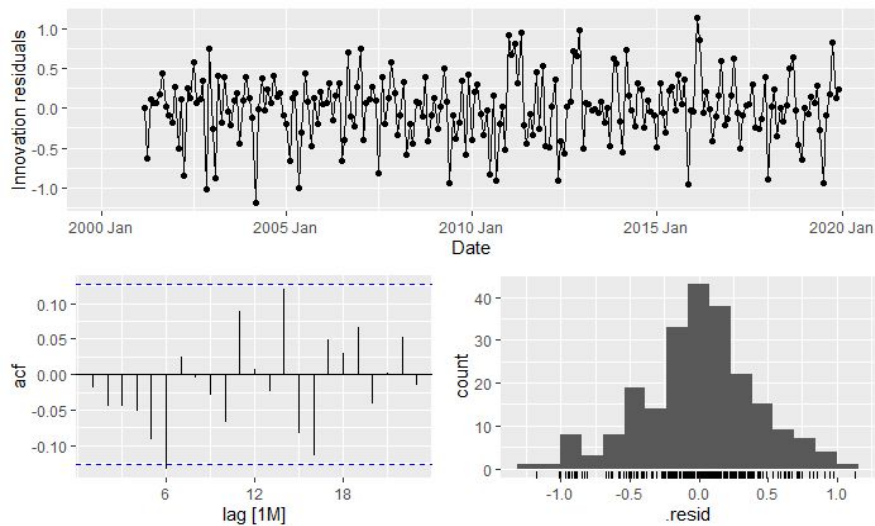 Innovation residuals
1.0
0.5
0.0
-0.5
-1.0
2000 Jan
2005 Jan
2010 Jan
2015 Jan
2020 Jan
Date
acf
0.10
0.05
0.00
-0.05
-0.10
6
12
18
lag [1M]
count
40
30
20
10
0
-1.0
-0.5
0.0
0.5
1.0
.resid